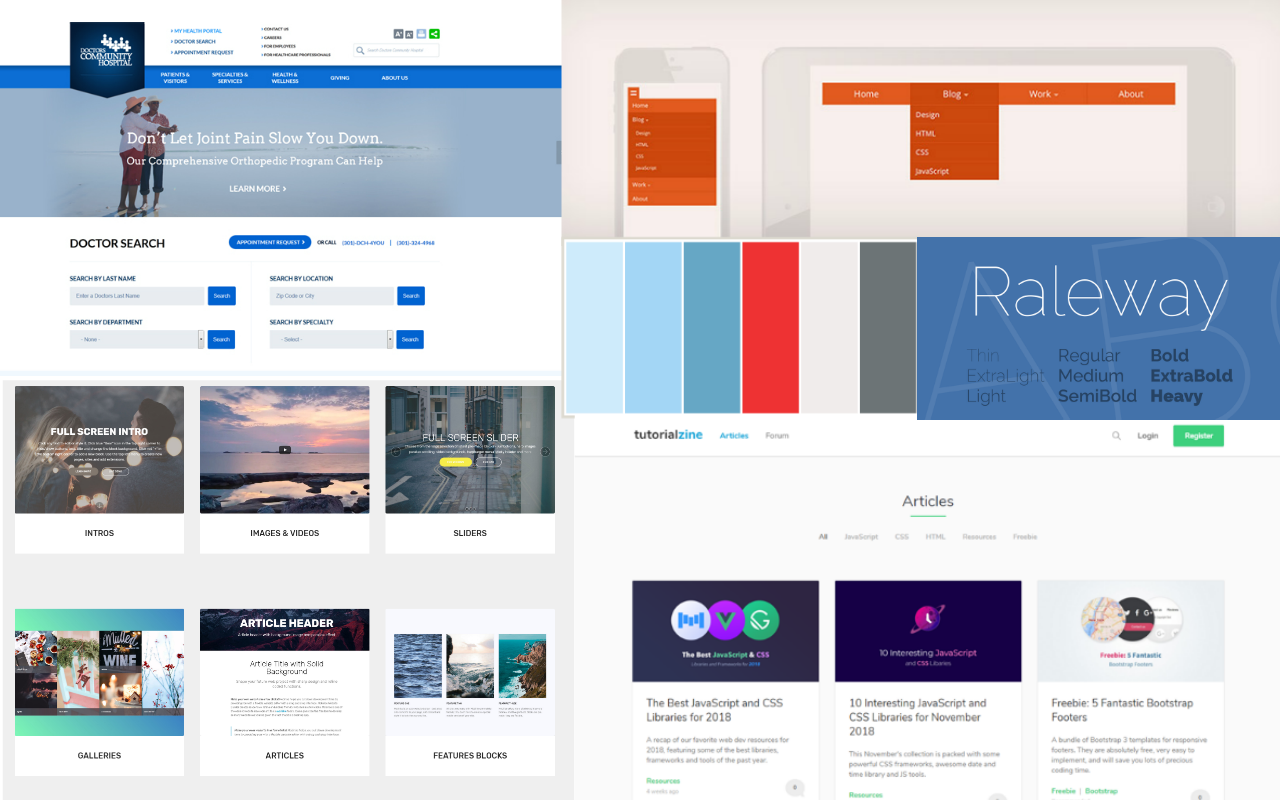 DOCTORS
COMMUNITY
HOSPITAL
MY HEALTH PORTAL
DOCTOR SEARCH
APPOINTMENT REQUEST
CONTACT US
CAREERS
FOR EMPLOYEES
FOR HEALTHCARE PROFESSIONALS
Search Doctors Community Hospital
PATIENTS & VISITORS
SPECIALTIES & SERVICES
HEALTH & WELLNESS
GIVING
ABOUT US
Don't Let Joint Pain Slow You Down.
Our Comprehensive Orthopedic Program Can Help
LEARN MORE
DOCTOR SEARCH
APPOINTMENT REQUEST
OR CALL (301)-DCH-4YOU | (301)-324-4968
SEARCH BY LAST NAME
Enter a Doctors Last Name
Search
SEARCH BY LOCATION
Zip Code or City
Search
SEARCH BY DEPARTMENT
- None -
Search
SEARCH BY SPECIALTY
- Select -
Search
Home
Blog
Design
HTML
CSS
JavaScript
Work
About
Home
Blog
Work
About
Design
HTML
CSS
JavaScript
Raleway
Thin
ExtraLight
Light
Regular
Medium
SemiBold
Bold
ExtraBold
Heavy
FULL SCREEN INTRO
INTROS
IMAGES & VIDEOS
FULL SCREEN SLIDER
SLIDERS
Mulled
WINE
GALLERIES
ARTICLE HEADER
Article Title with Solid
Background
ARTICLES
FEATURES BLOCKS
tutorialzine
Articles
Forum
Login
Register
Articles
All
JavaScript
CSS
HTML
Resources
Freebie
The Best JavaScript & CSS
Libraries and Frameworks for 2018
The Best JavaScript and CSS
Libraries for 2018
A recap of our favorite web dev resources for
2018, featuring some of the best libraries,
frameworks and tools of the past year.
Resources
4 weeks ago
0
10 Interesting JavaScript
and CSS Libraries
10 Interesting JavaScript and
CSS Libraries for November
2018
This November's collection is packed with some
powerful CSS frameworks, awesome date and
time library and JS tools.
Resources
Freebie: 5 Fantastic
Bootstrap Footers
Freebie: 5 Fantastic Bootstrap
Footers
A bundle of Bootstrap 3 templates for responsive
footers. They are absolutely free, very easy to
implement, and will save you lots of precious
coding time.
Freebie | Bootstrap